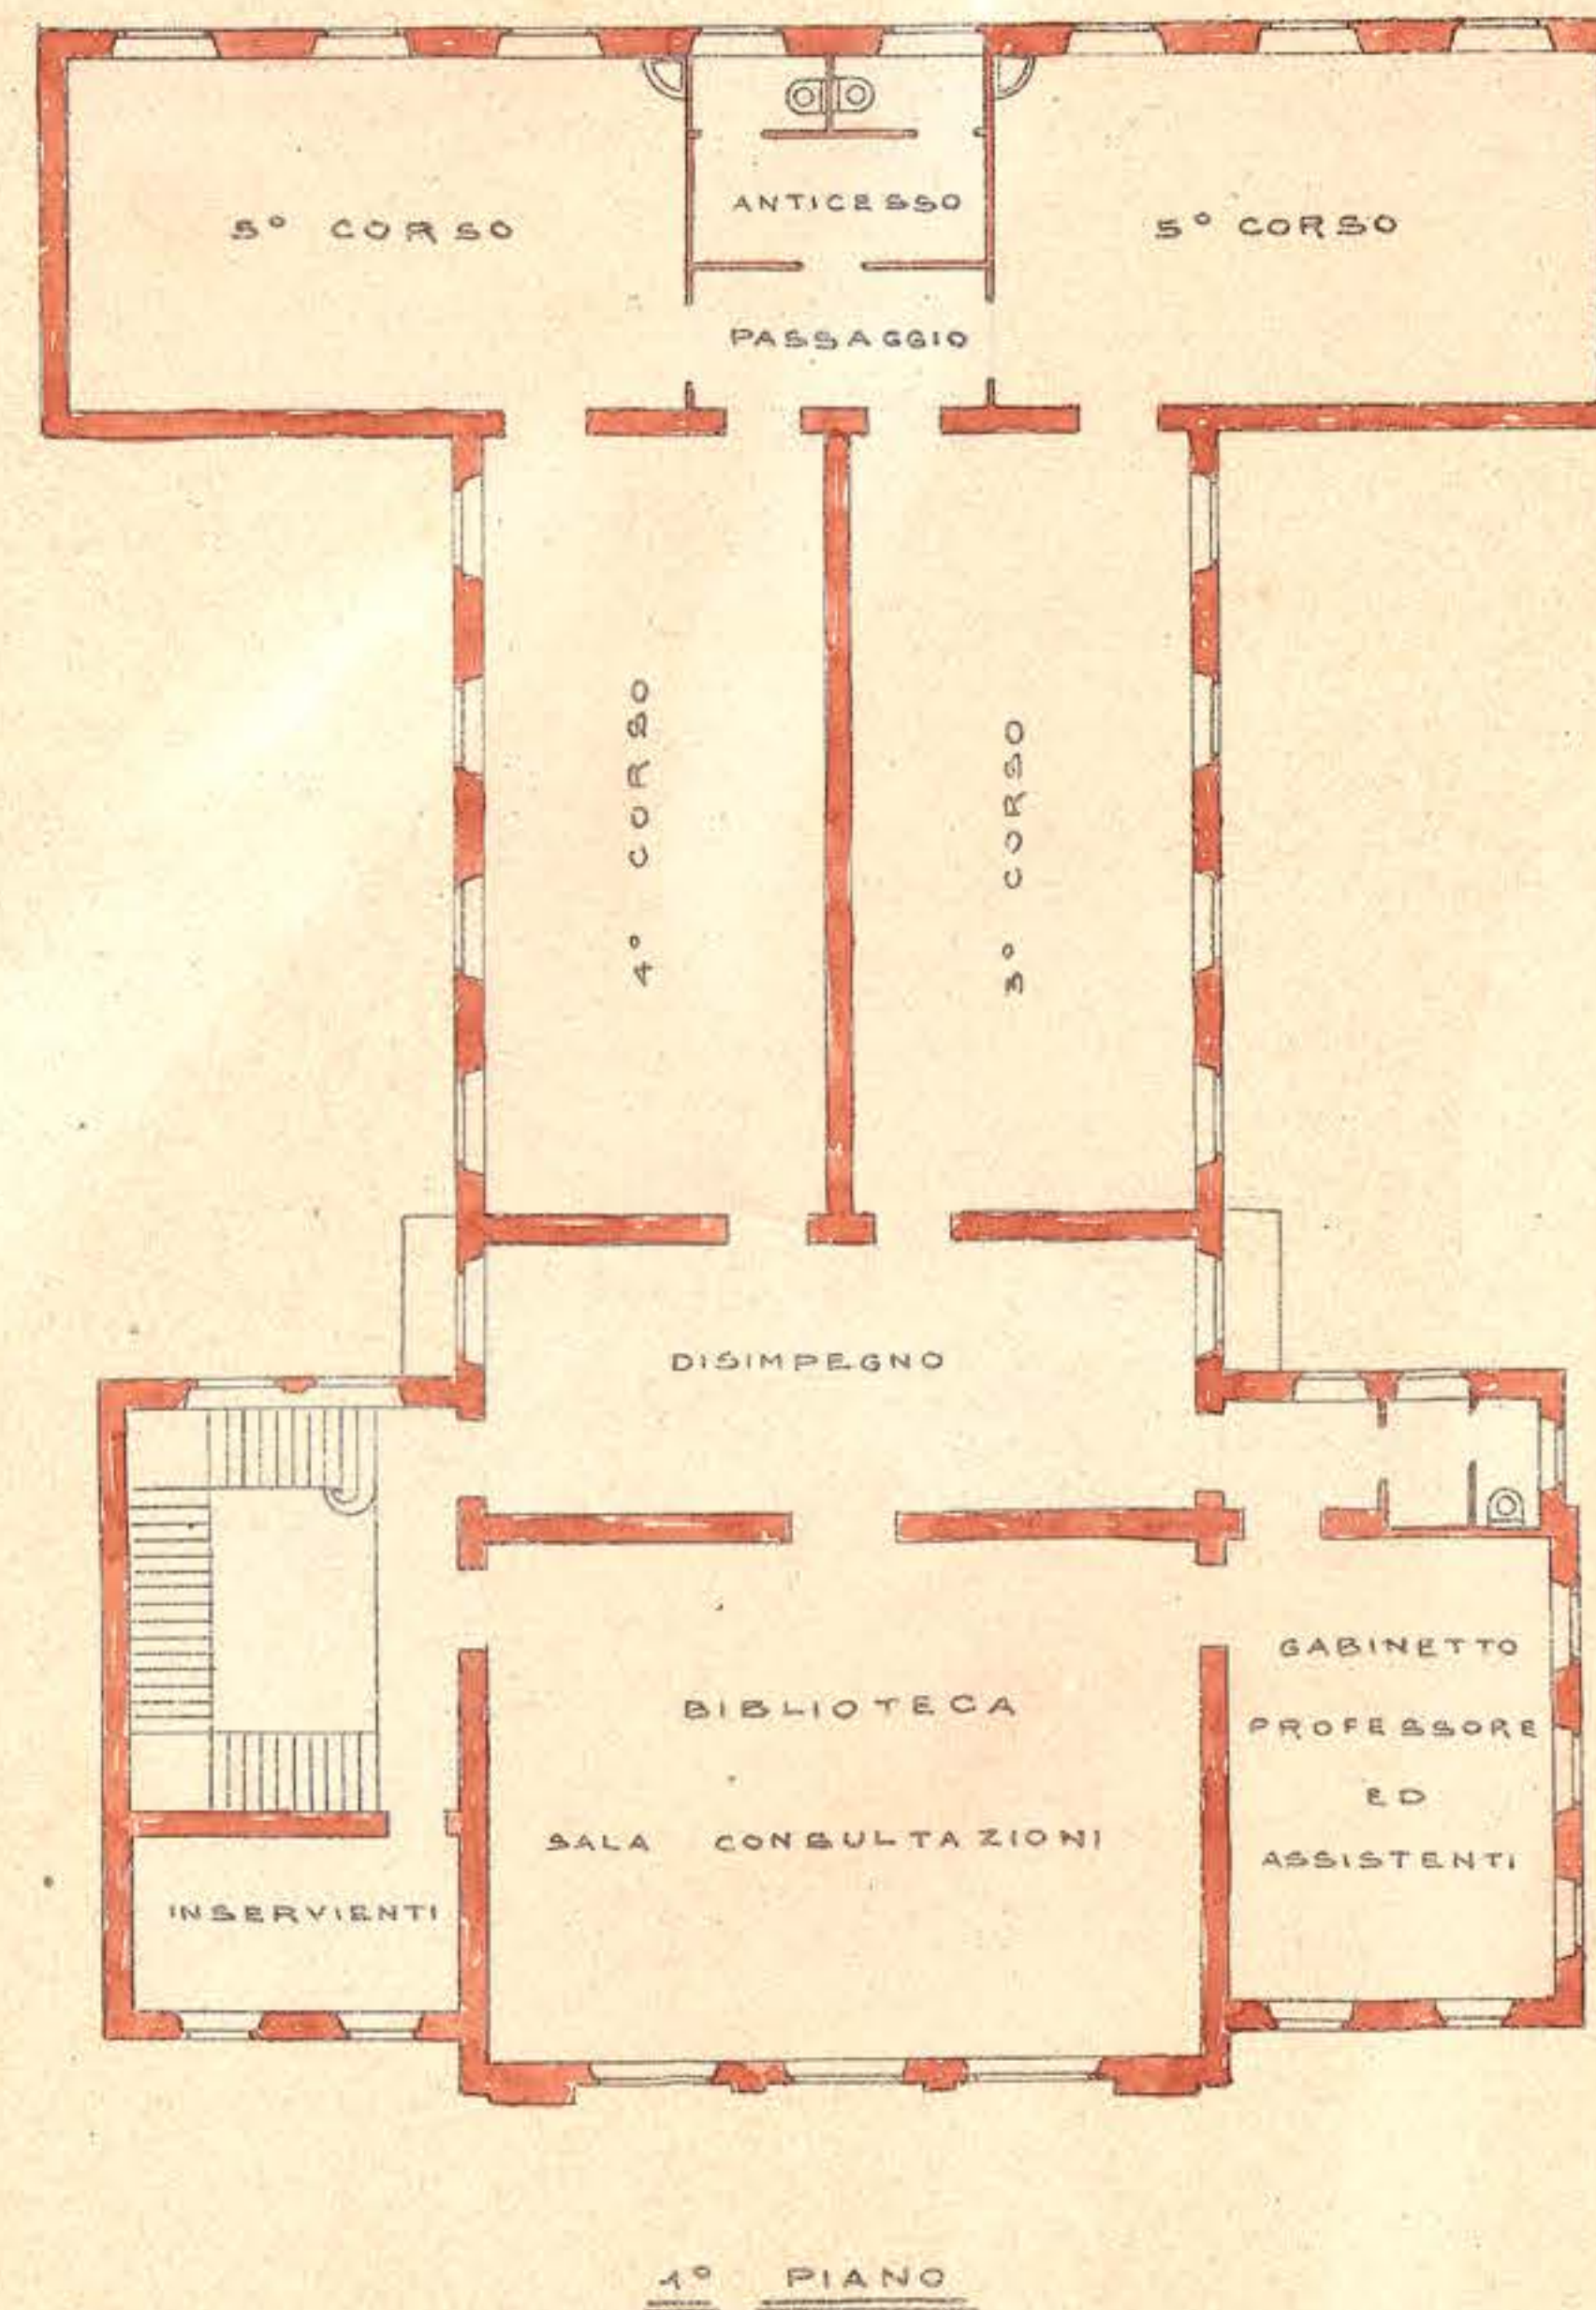 5° CORSO
ANTICESSO
5° CORSO
PASSAGGIO
4° CORSO
3° CORSO
DISIMPEGNO
BIBLIOTECA
SALA CONSULTAZIONI
GABINETTO
PROFESSORE
ED
ASSISTENTI
INSERVIENTI
1° PIANO